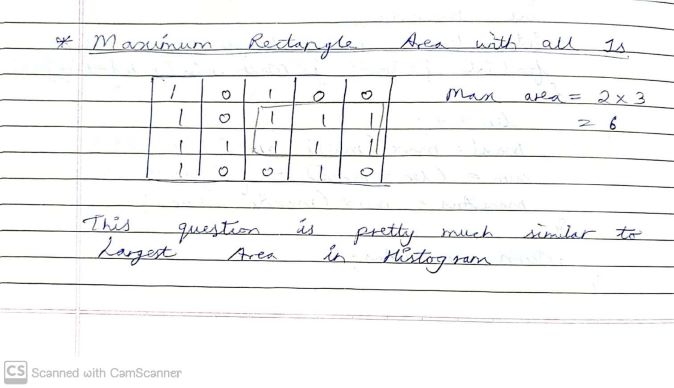 * Maximum Rectangle Area with all 1s
1 0 1 0 0 Max area = 2 x 3
1 0 1 1 1 = 6
1 1 1 1 1
1 0 0 1 0
This question is pretty much similar to
Largest Area in Histogram
CS Scanned with CamScanner